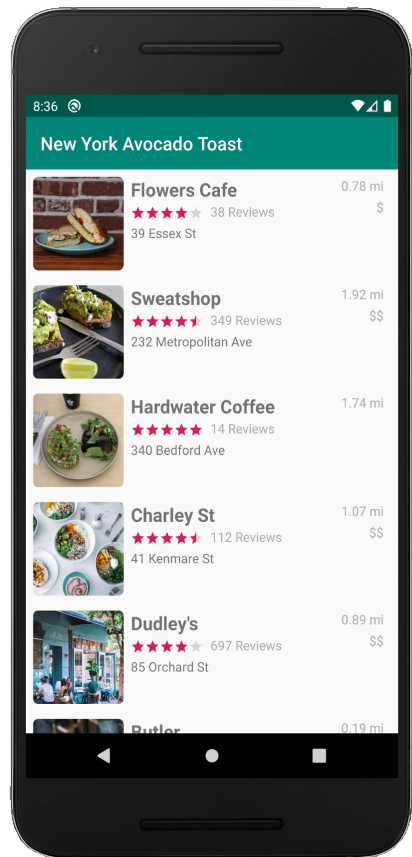 8:36
New York Avocado Toast
Flowers Cafe 0.78 mi
38 Reviews $
39 Essex St
Sweatshop 1.92 mi
349 Reviews $$
232 Metropolitan Ave
Hardwater Coffee 1.74 mi
14 Reviews
340 Bedford Ave
Charley St 1.07 mi
112 Reviews $$
41 Kenmare St
Dudley's 0.89 mi
697 Reviews $$
85 Orchard St
Butler 0.19 mi